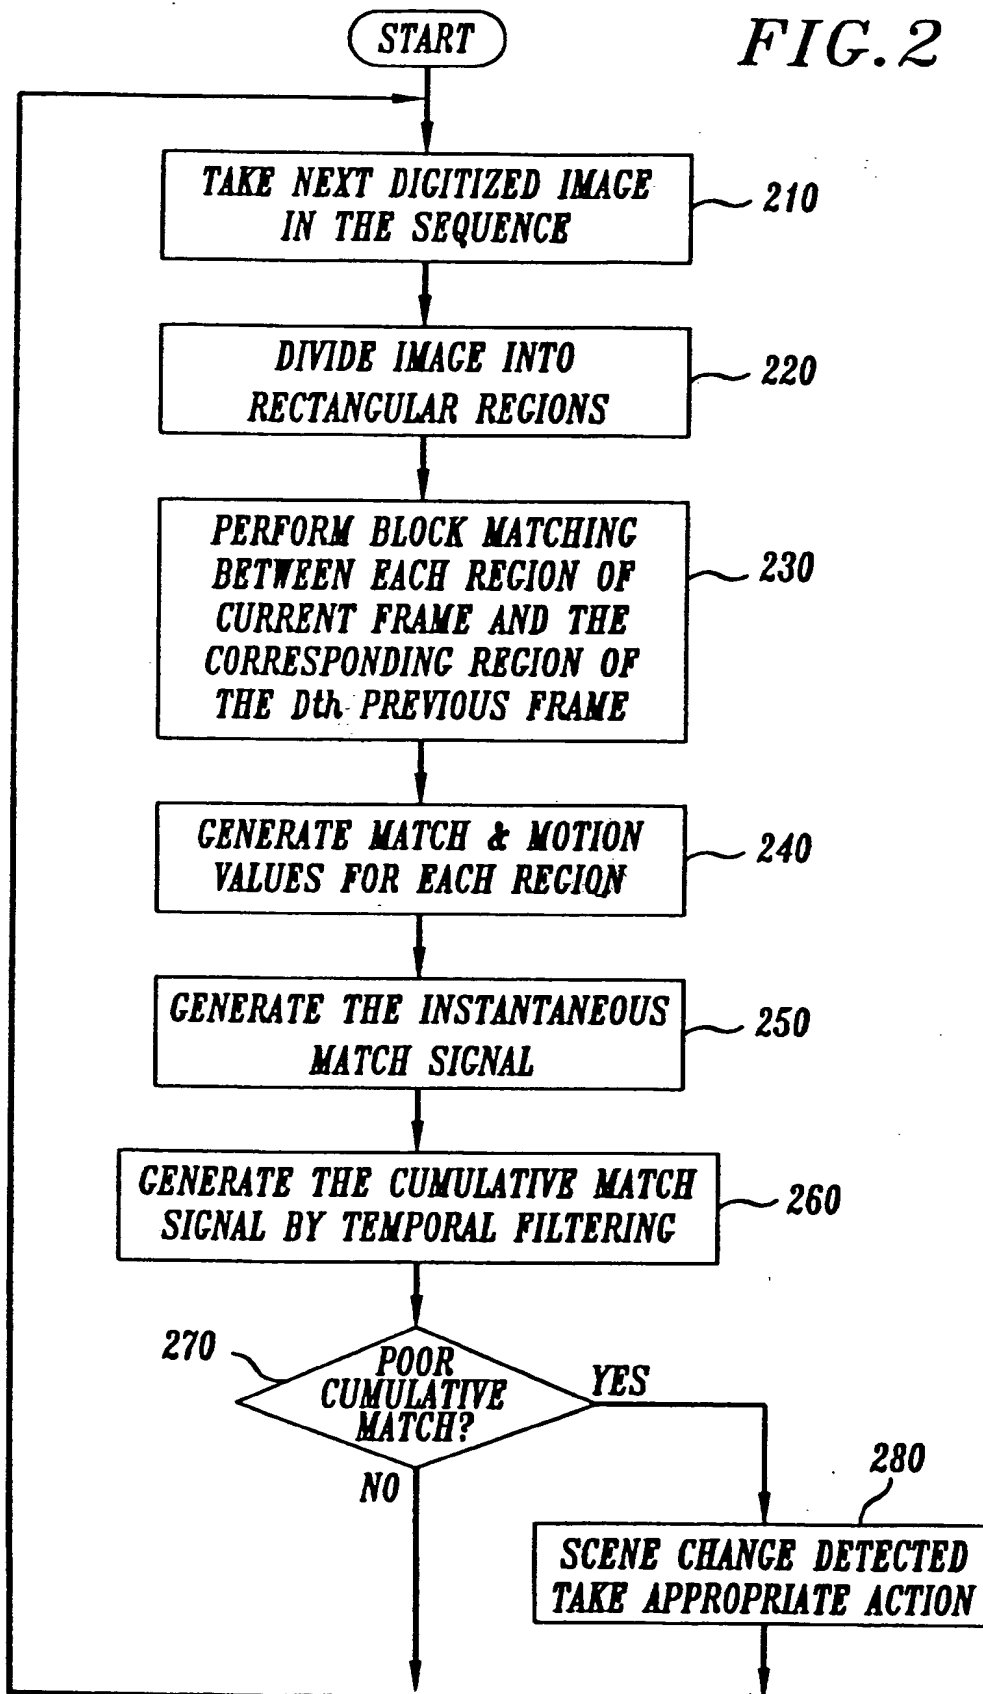 FIG.2
START
TAKE NEXT DIGITIZED IMAGE
IN THE SEQUENCE
210
DIVIDE IMAGE INTO
RECTANGULAR REGIONS
220
PERFORM BLOCK MATCHING
BETWEEN EACH REGION OF
CURRENT FRAME AND THE
CORRESPONDING REGION OF
THE Dth PREVIOUS FRAME
230
GENERATE MATCH & MOTION
VALUES FOR EACH REGION
240
GENERATE THE INSTANTANEOUS
MATCH SIGNAL
250
GENERATE THE CUMULATIVE MATCH
SIGNAL BY TEMPORAL FILTERING
260
270
POOR
CUMULATIVE
MATCH?
YES
NO
280
SCENE CHANGE DETECTED
TAKE APPROPRIATE ACTION